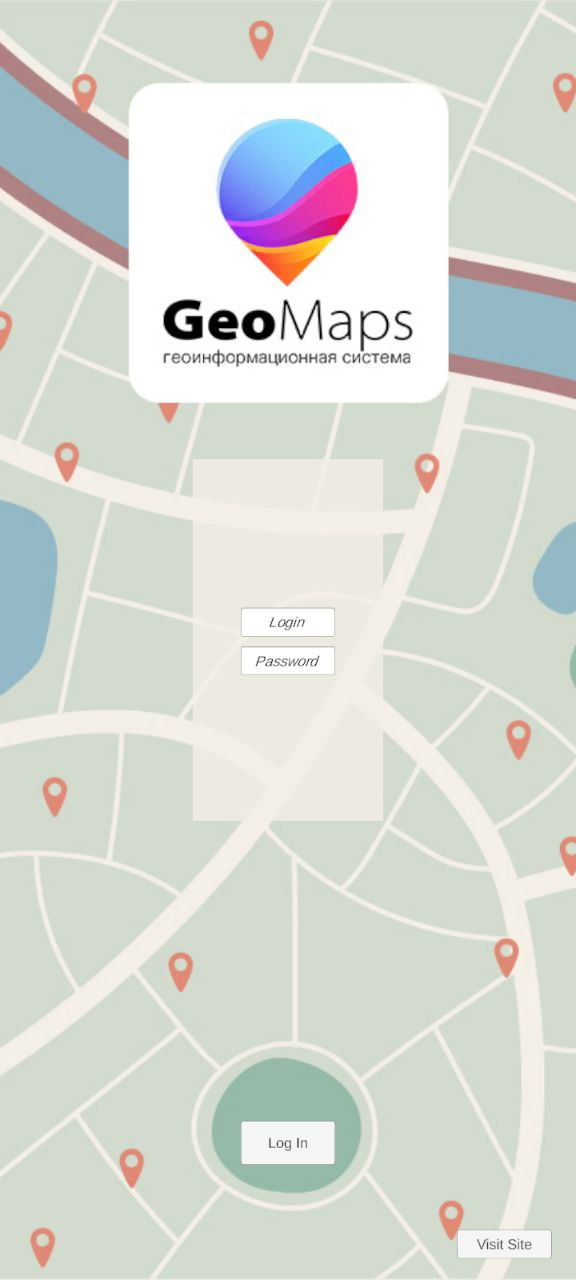 GeoMaps
геоинформационная система
Login
Password
Log In
Visit Site